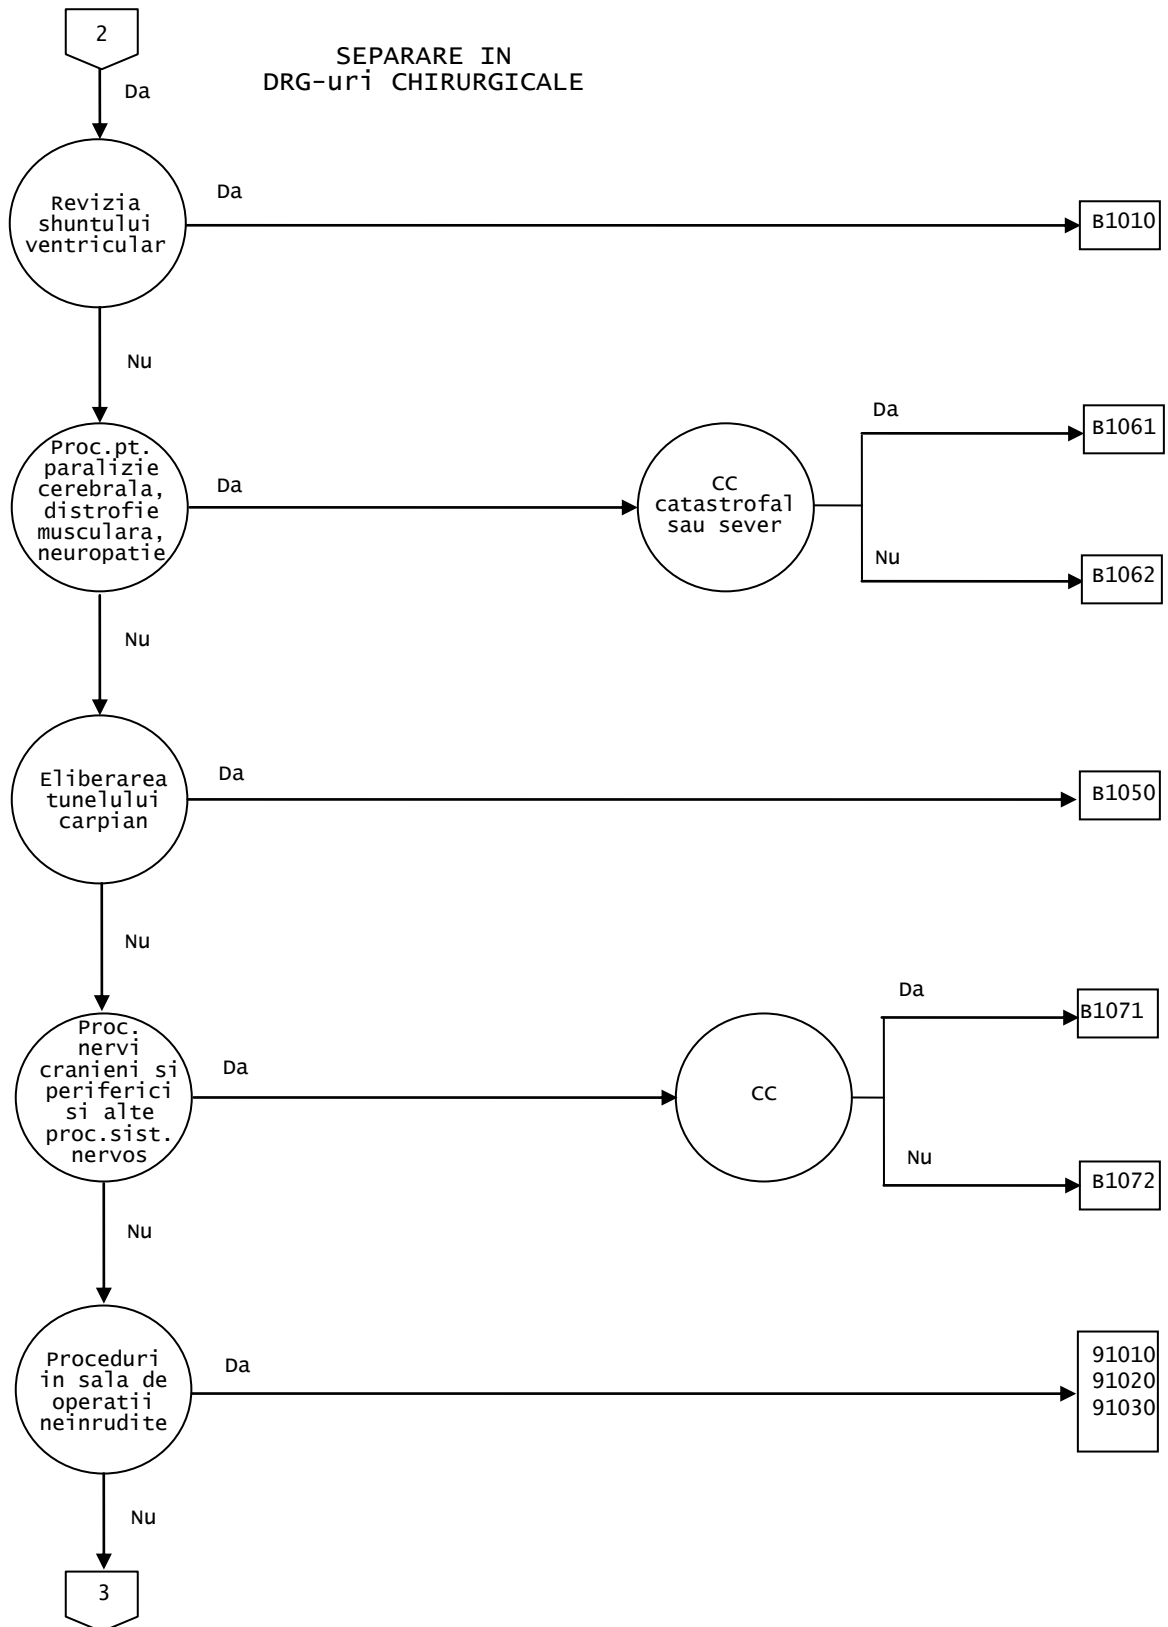 2
SEPARARE IN
DRG-uri CHIRURGICALE
Da
Revizia
shuntului
ventricular
Da
B1010
Nu
Proc.pt.
paralizie
cerebrala,
distrofie
musculara,
neuropatie
Da
CC
catastrofal
sau sever
Da
B1061
Nu
B1062
Nu
Eliberarea
tunelului
carpian
Da
B1050
Nu
Proc.
nervi
cranieni si
periferici
si alte
proc.sist.
nervos
Da
CC
Da
B1071
Nu
B1072
Nu
Proceduri
in sala de
operatii
neinrudite
Da
91010
91020
91030
Nu
3